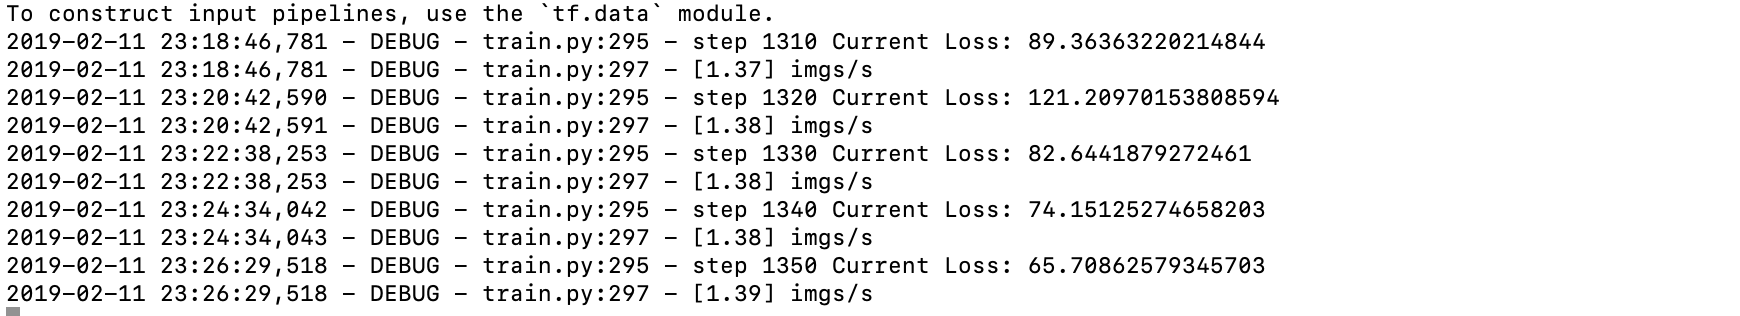 To construct input pipelines, use the `tf.data` module.
2019-02-11 23:18:46,781 - DEBUG - train.py:295 - step 1310 Current Loss: 89.36363220214844
2019-02-11 23:18:46,781 - DEBUG - train.py:297 - [1.37] imgs/s
2019-02-11 23:20:42,590 - DEBUG - train.py:295 - step 1320 Current Loss: 121.20970153808594
2019-02-11 23:20:42,591 - DEBUG - train.py:297 - [1.38] imgs/s
2019-02-11 23:22:38,253 - DEBUG - train.py:295 - step 1330 Current Loss: 82.6441879272461
2019-02-11 23:22:38,253 - DEBUG - train.py:297 - [1.38] imgs/s
2019-02-11 23:24:34,042 - DEBUG - train.py:295 - step 1340 Current Loss: 74.15125274658203
2019-02-11 23:24:34,043 - DEBUG - train.py:297 - [1.38] imgs/s
2019-02-11 23:26:29,518 - DEBUG - train.py:295 - step 1350 Current Loss: 65.70862579345703
2019-02-11 23:26:29,518 - DEBUG - train.py:297 - [1.39] imgs/s